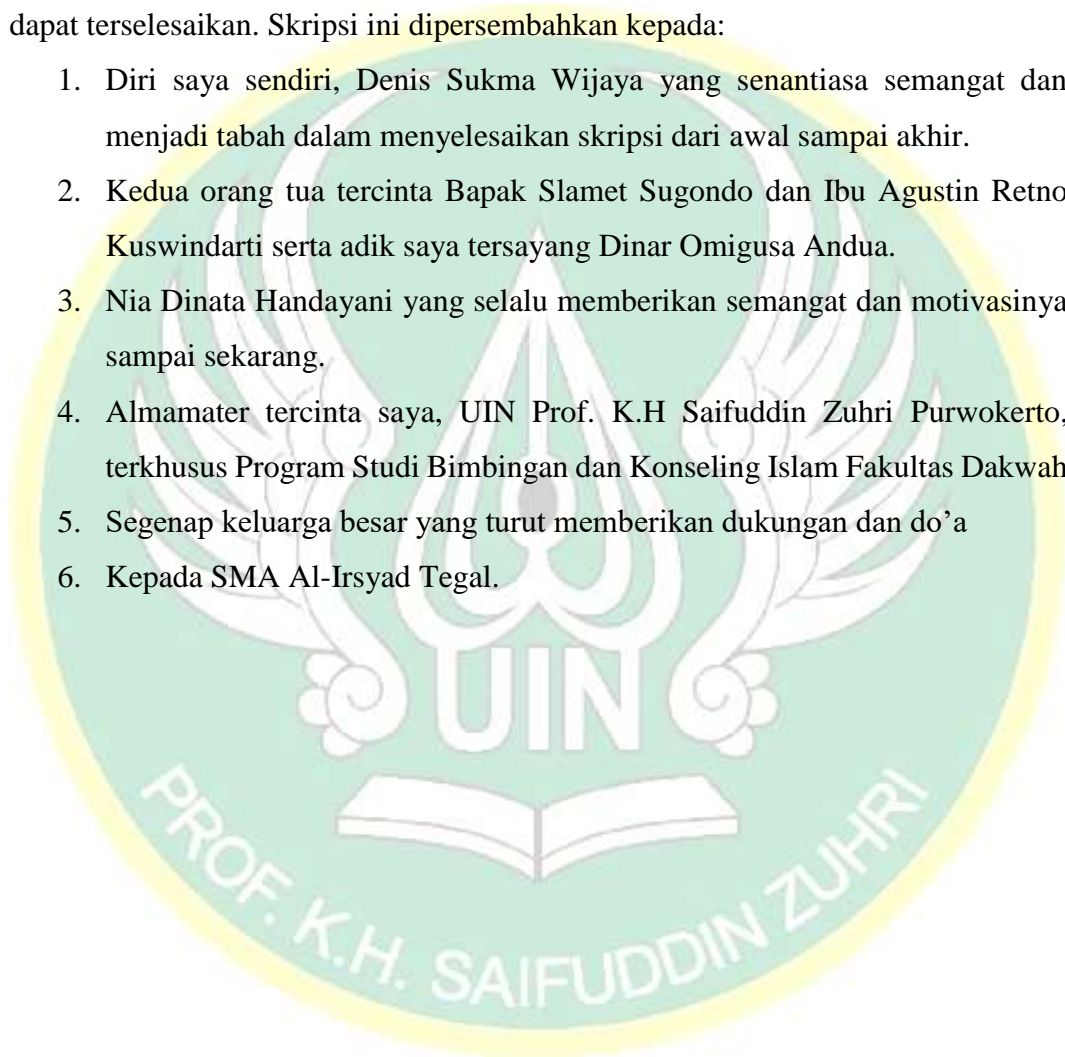 dapat terselesaikan. Skripsi ini dipersembahkan kepada:
1. Diri saya sendiri, Denis Sukma Wijaya yang senantiasa semangat dan
menjadi tabah dalam menyelesaikan skripsi dari awal sampai akhir.
2. Kedua orang tua tercinta Bapak Slamet Sugondo dan Ibu Agustin Retno
Kuswindarti serta adik saya tersayang Dinar Omigusa Andua.
3. Nia Dinata Handayani yang selalu memberikan semangat dan motivasinya
sampai sekarang.
4. Almamater tercinta saya, UIN Prof. K.H Saifuddin Zuhri Purwokerto,
terkhusus Program Studi Bimbingan dan Konseling Islam Fakultas Dakwah
5. Segenap keluarga besar yang turut memberikan dukungan dan do’a
6. Kepada SMA Al-Irsyad Tegal.
UIN
PROF. K.H. SAIFUDDIN ZUHRI